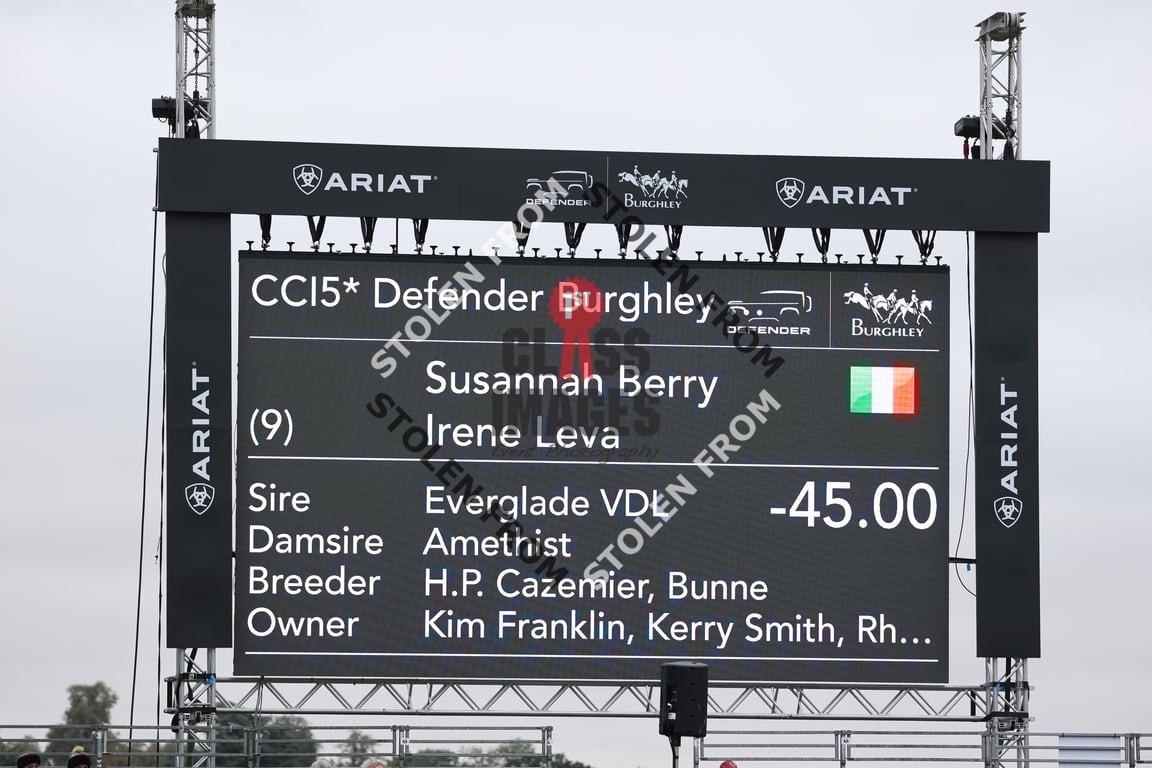 ARIAT
DEFENDER
BURGHLEY
ARIAT
CCI5* Defender Burghley
DEFENDER
BURGHLEY
Susannah Berry
(9) Irene Leva
Sire Everglade VDL -45.00
Damsire Amethist
Breeder H.P. Cazemier, Bunne
Owner Kim Franklin, Kerry Smith, Rh...
ARIAT
ARIAT
1ST
CLASS
IMAGES
Event Photography
STOLEN FROM
STOLEN FROM
STOLEN FROM
STOLEN FROM